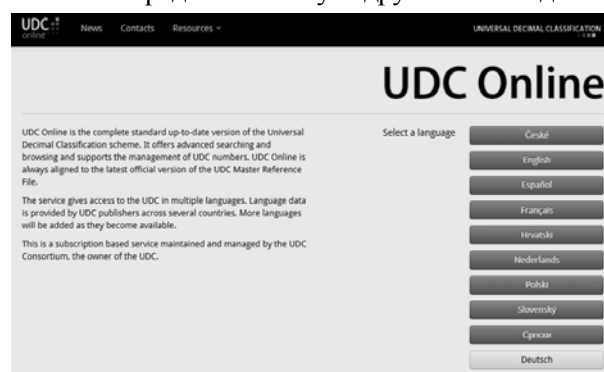 UDC
online
News Contacts Resources
UNIVERSAL DECIMAL CLASSIFICATION
UDC Online
UDC Online is the complete standard up-to-date version of the Universal
Decimal Classification scheme. It offers advanced searching and
browsing and supports the management of UDC numbers. UDC Online is
always aligned to the latest official version of the UDC Master Reference
File.
The service gives access to the UDC in multiple languages. Language data
is provided by UDC publishers across several countries. More languages
will be added as they become available.
This is a subscription based service maintained and managed by the UDC
Consortium, the owner of the UDC.
Select a language
České
English
Español
Français
Hrvatski
Nederlands
Polski
Slovenský
Српски
Deutsch